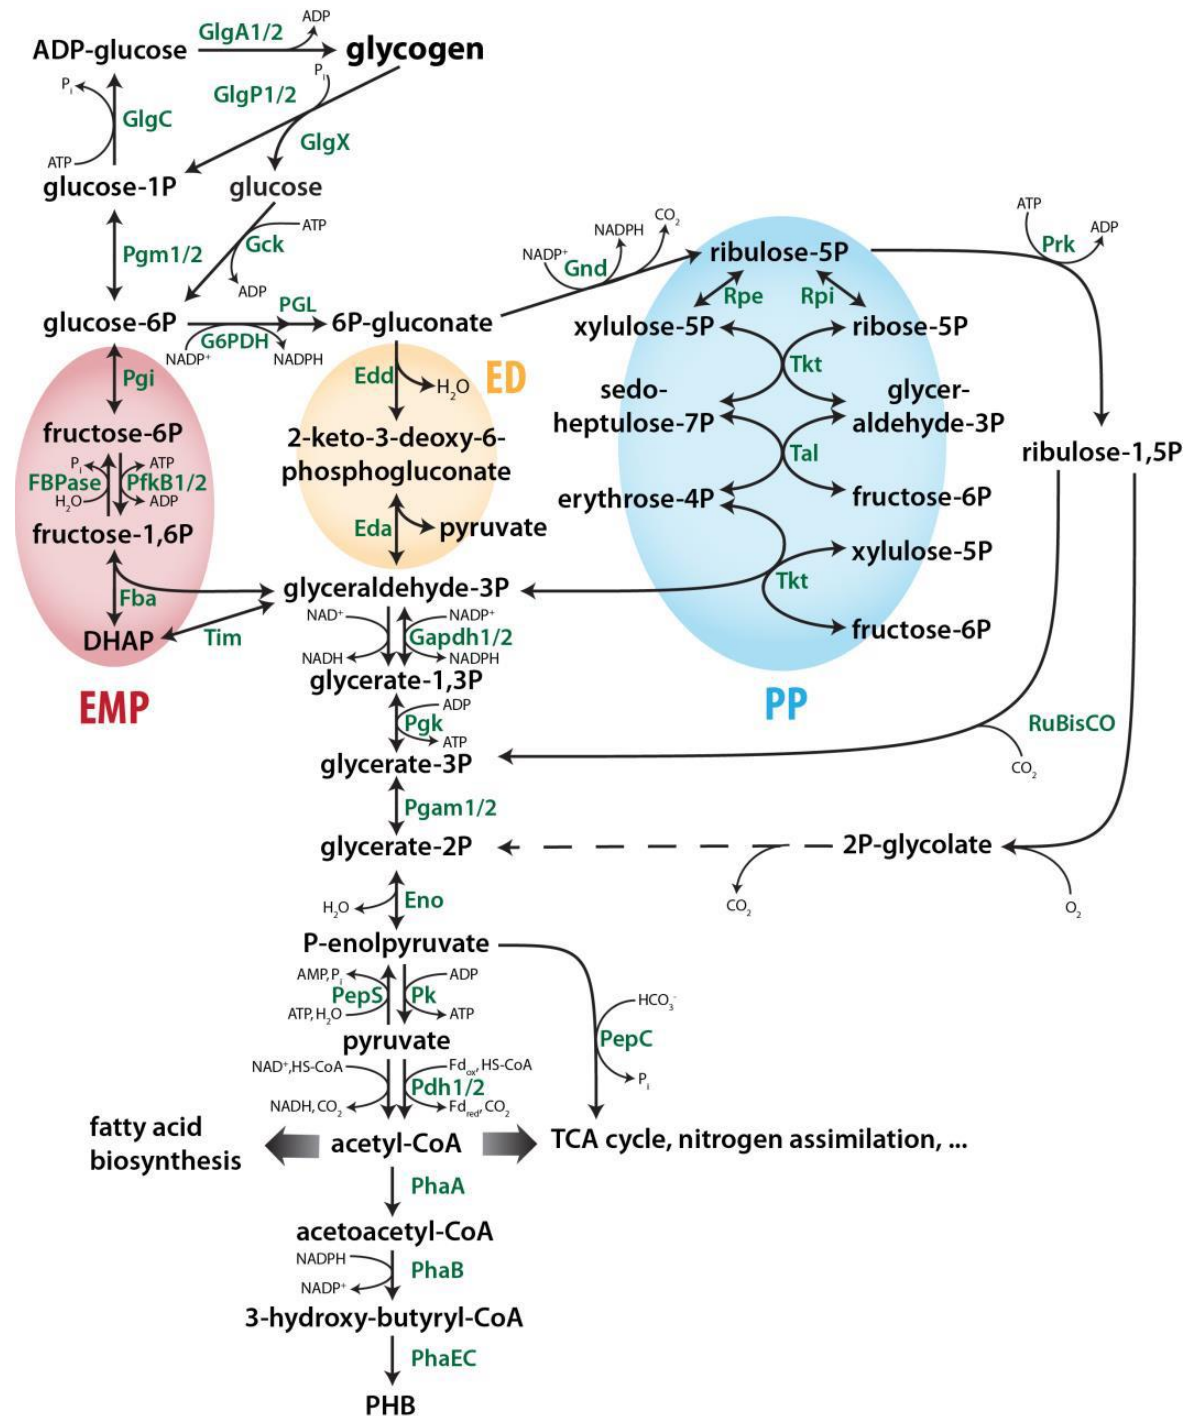 ADP
GlgA1/2
ADP-glucose
glycogen
Pi
Pi
GlgP1/2
GlgC
GlgX
ATP
glucose-1P
glucose
CO2
ATP
NADPH
ADP
ATP
Pgm1/2
Gck
NADP+
Gnd
ribulose-5P
Prk
ADP
Rpe
Rpi
PGL
glucose-6P
6P-gluconate
xylulose-5P
ribose-5P
G6PDH
NADP+
NADPH
Tkt
Pgi
Edd
H2O
ED
sedo-
heptulose-7P
glycer-
aldehyde-3P
fructose-6P
2-keto-3-deoxy-6-
phosphogluconate
Tal
ribulose-1,5P
Pi
ATP
FBPase
PfkB1/2
H2O
ADP
erythrose-4P
fructose-6P
fructose-1,6P
Eda
pyruvate
xylulose-5P
Fba
glyceraldehyde-3P
Tkt
NAD+
NADP+
DHAP
Tim
Gapdh1/2
fructose-6P
NADH
NADPH
glycerate-1,3P
EMP
PP
ADP
Pgk
RuBisCO
ATP
glycerate-3P
CO2
Pgam1/2
glycerate-2P
2P-glycolate
Eno
H2O
CO2
O2
P-enolpyruvate
AMP, Pi
ADP
PepS
Pk
HCO3-
ATP, H2O
ATP
pyruvate
PepC
NAD+,HS-CoA
Fdox, HS-CoA
Pdh1/2
Pi
NADH, CO2
Fdred, CO2
fatty acid
biosynthesis
acetyl-CoA
TCA cycle, nitrogen assimilation, ...
PhaA
acetoacetyl-CoA
NADPH
PhaB
NADP+
3-hydroxy-butyryl-CoA
PhaEC
PHB